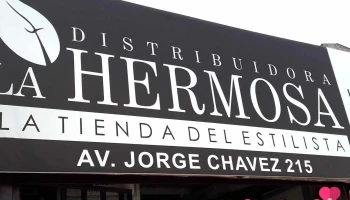 DISTRIBUIDORA
LA HERMOSA
LA TIENDA DEL ESTILISTA
AV. JORGE CHAVEZ 215